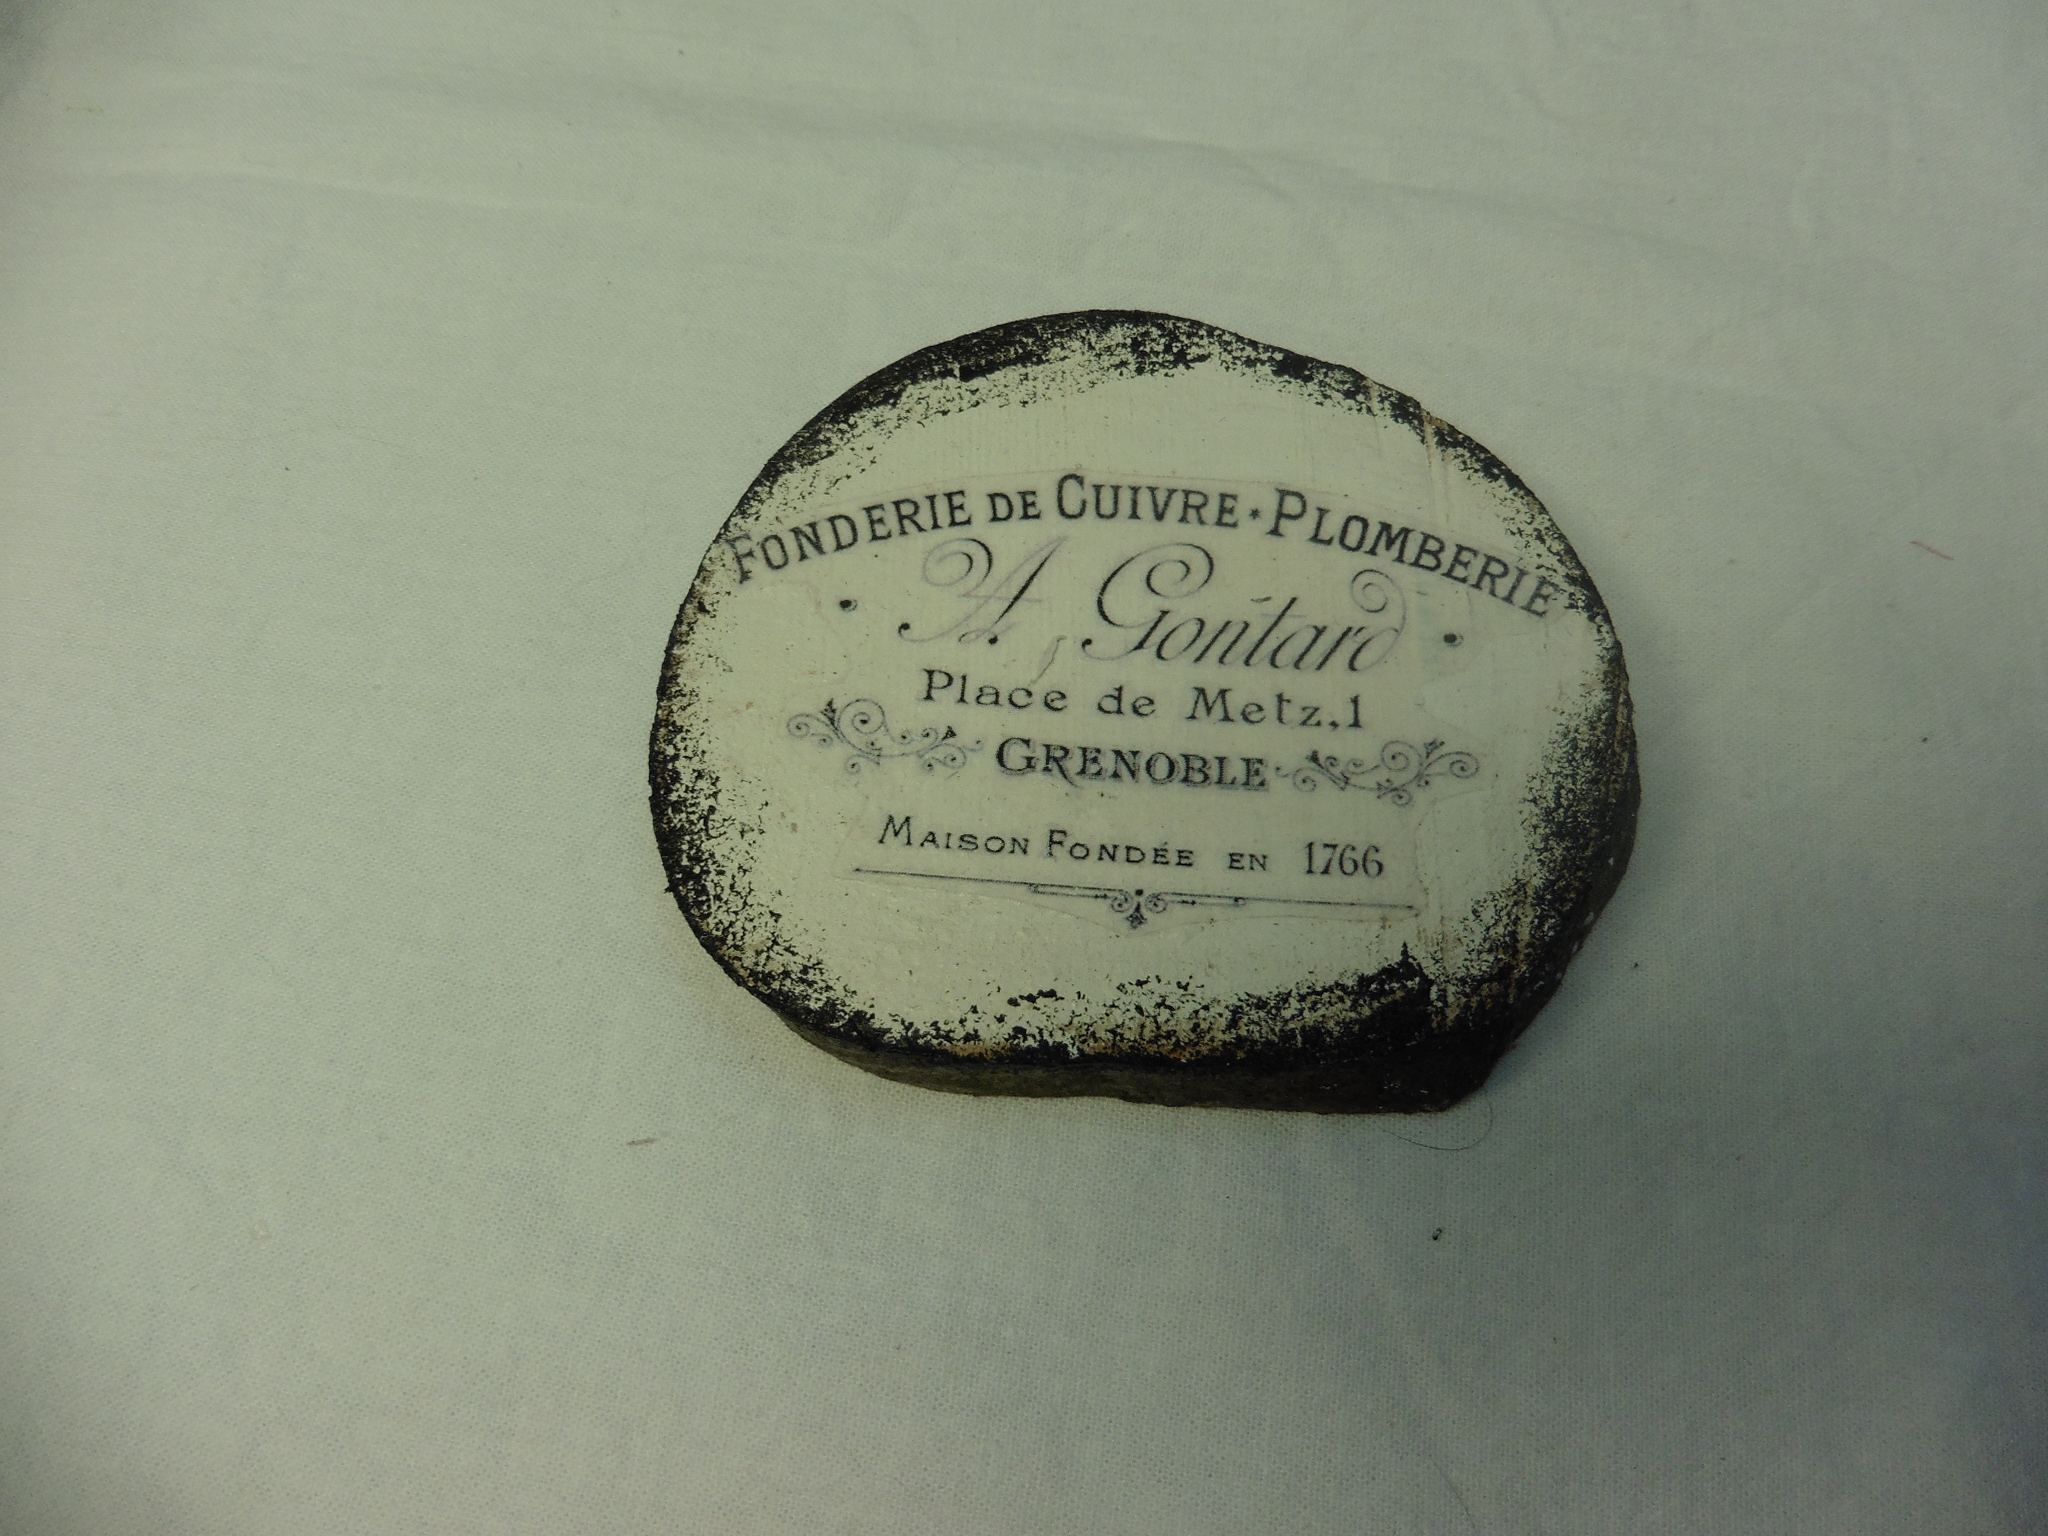 FONDERIE DE CUIVRE * PLOMBERIE
• A. Gontard •
Place de Metz, 1
GRENOBLE
MAISON FONDÉE EN 1766